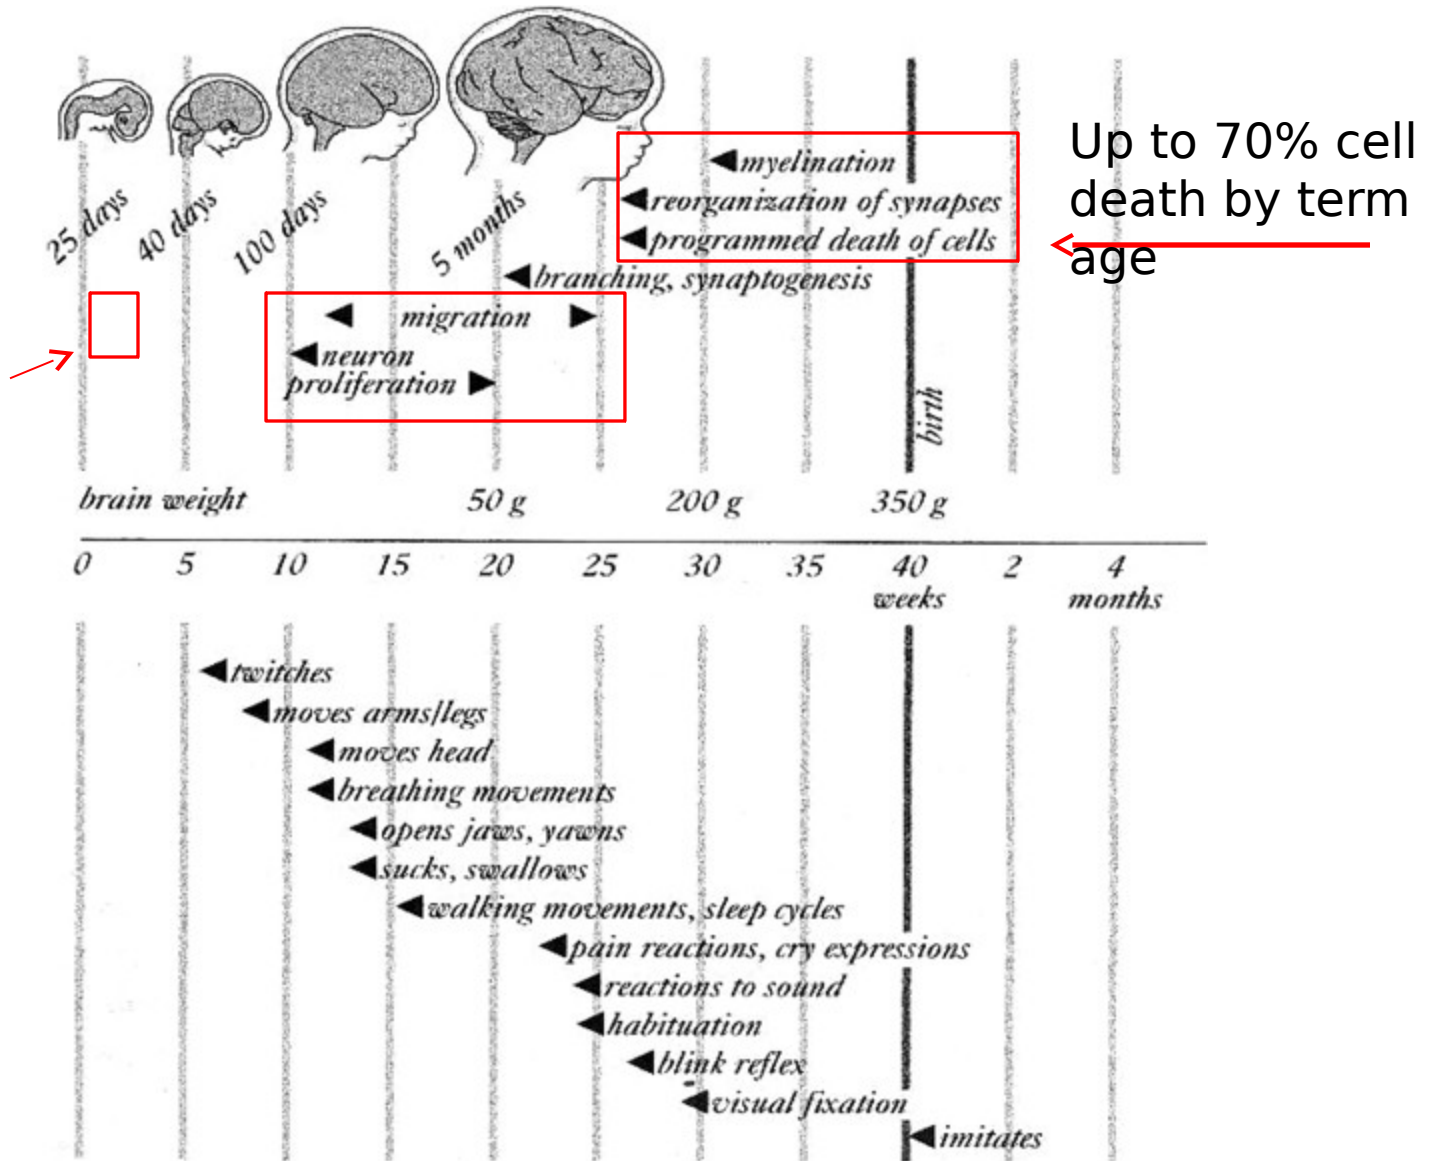 Up to 70% cell
death by term
age
myelination
reorganization of synapses
programmed death of cells
25 days
40 days
100 days
5 months
branching, synaptogenesis
migration
neuron
proliferation
birth
brain weight 50 g 200 g 350 g
0 5 10 15 20 25 30 35 40 2 4
weeks months
twitches
moves arms/legs
moves head
breathing movements
opens jaws, yawns
sucks, swallows
walking movements, sleep cycles
pain reactions, cry expressions
reactions to sound
habituation
blink reflex
visual fixation
imitates